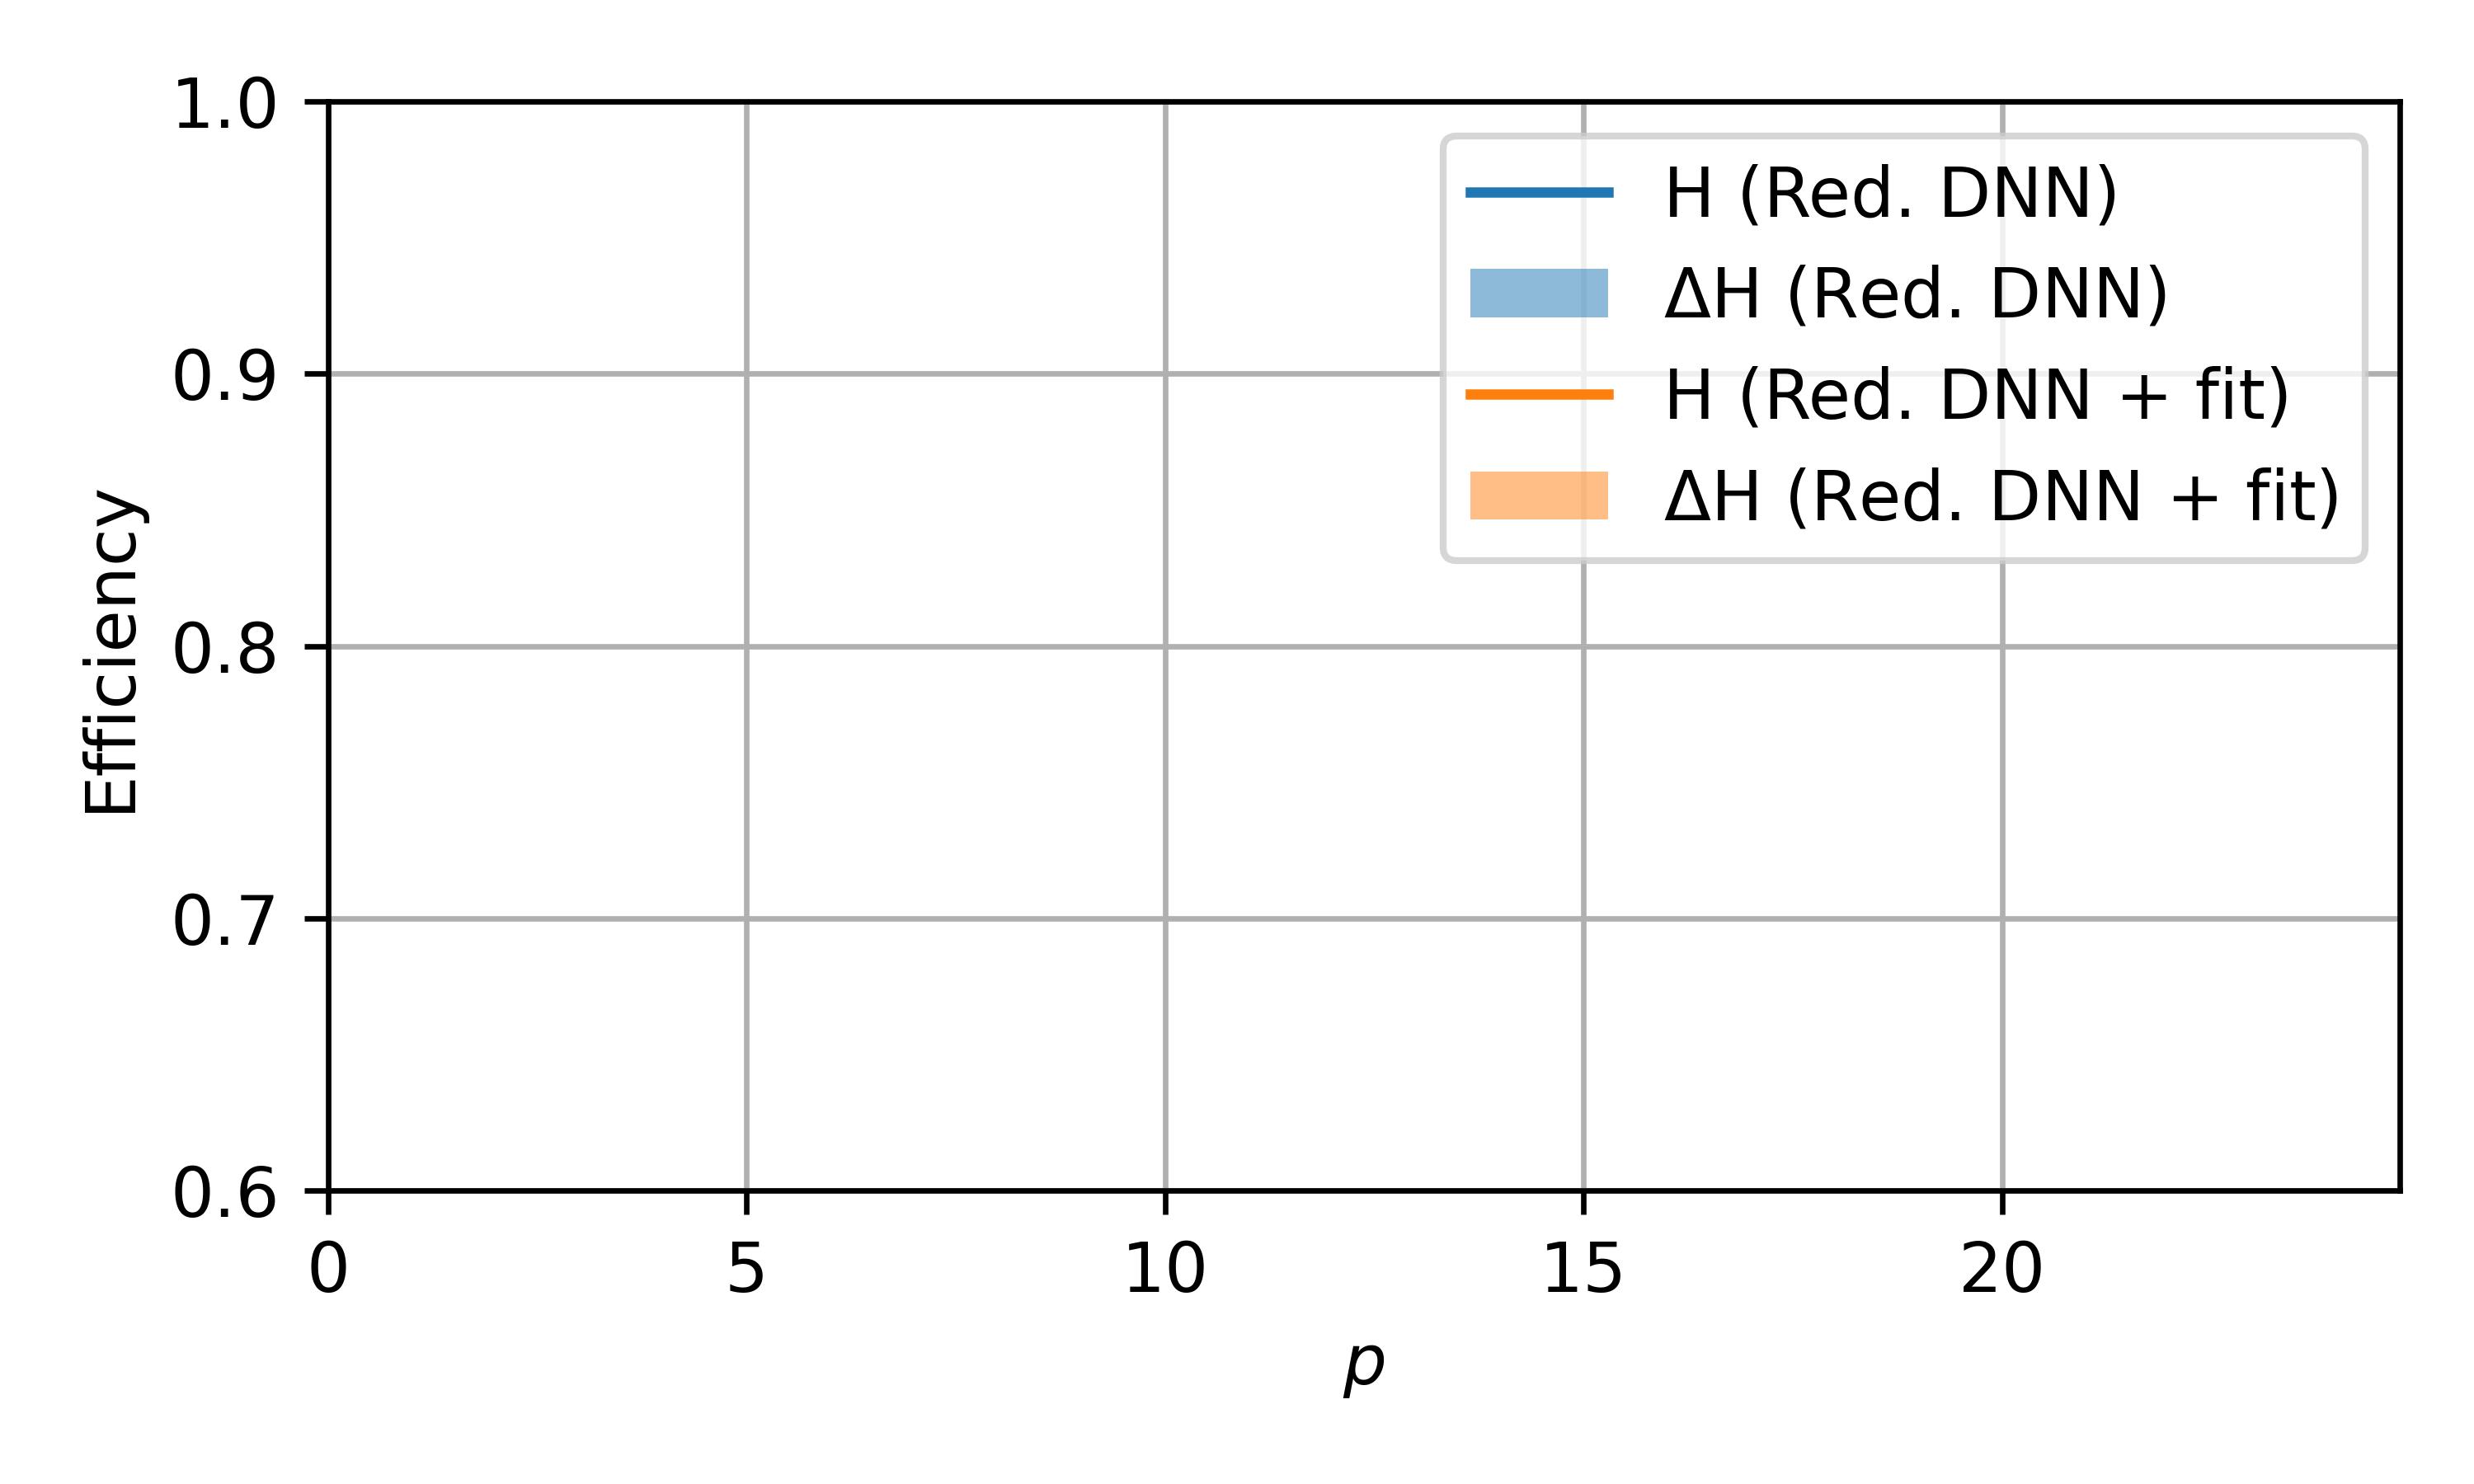 1.0
0.9
0.8
0.7
0.6
Efficiency
H (Red. DNN)
ΔH (Red. DNN)
H (Red. DNN + fit)
ΔH (Red. DNN + fit)
0 5 10 15 20
p